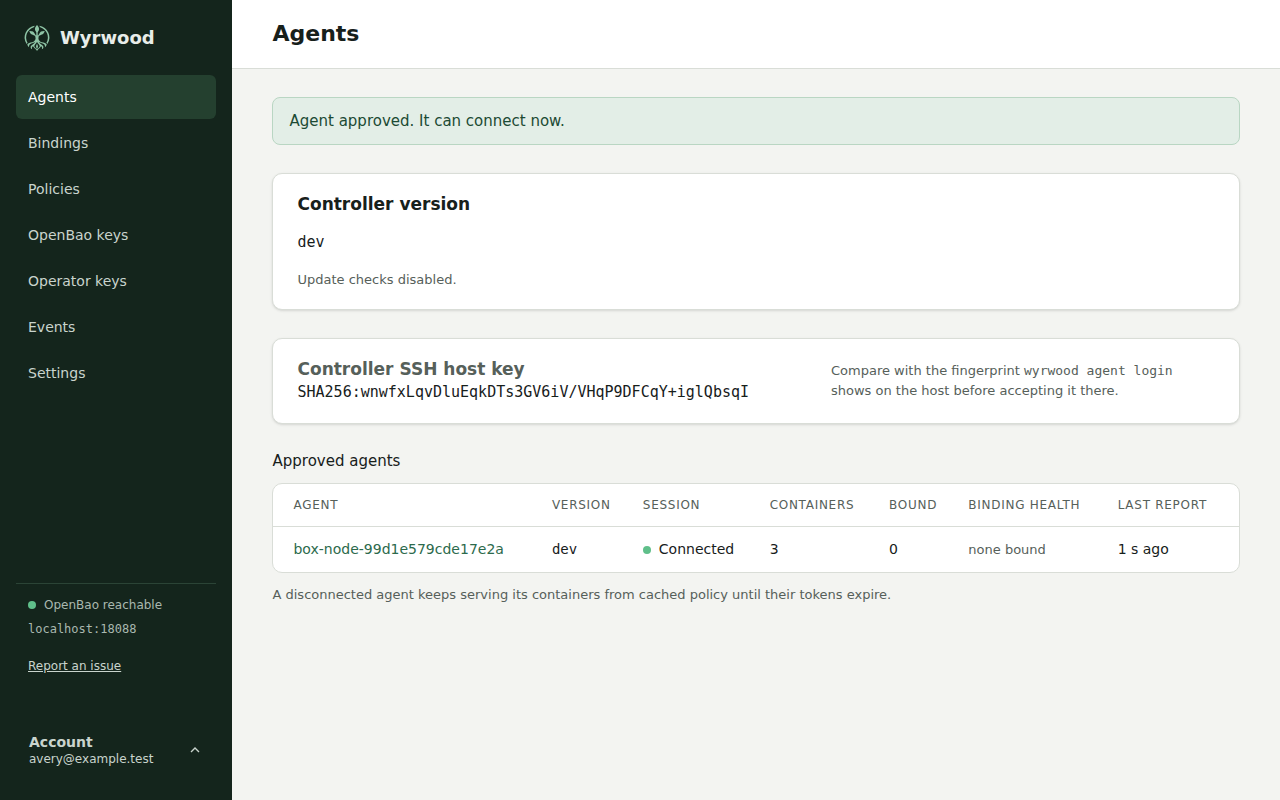 Wyrwood
Agents
Bindings
Policies
OpenBao keys
Operator keys
Events
Settings
OpenBao reachable
localhost:18088
Report an issue
Account
avery@example.test
Agents
Agent approved. It can connect now.
Controller version
dev
Update checks disabled.
Controller SSH host key
SHA256:wnwfxLqvDluEqkDTs3GV6iV/VHqP9DFCqY+iglQbsqI
Compare with the fingerprint wyrwood agent login
shows on the host before accepting it there.
Approved agents
AGENT VERSION SESSION CONTAINERS BOUND BINDING HEALTH LAST REPORT
box-node-99d1e579cde17e2a dev Connected 3 0 none bound 1 s ago
A disconnected agent keeps serving its containers from cached policy until their tokens expire.